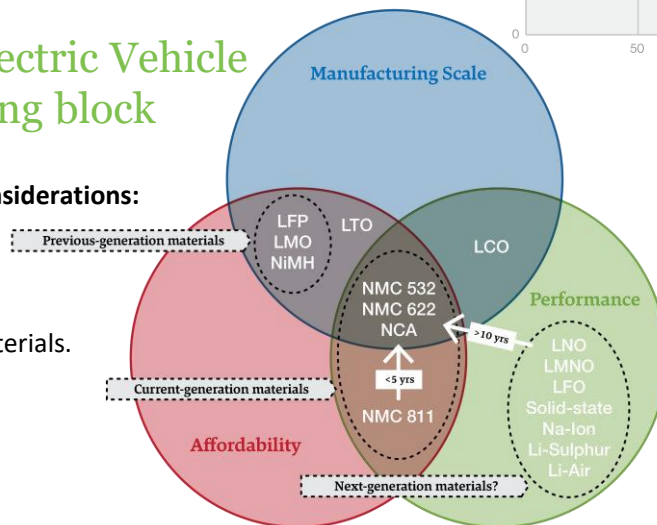 0
0
50
ectric Vehicle
ng block
nsiderations:
terials.
Manufacturing Scale
LFP
LMO
NiMH
LTO
LCO
Previous-generation materials
NMC 532
NMC 622
NCA
Performance
>10 yrs
LNO
LMNO
LFO
Solid-state
Na-Ion
Li-Sulphur
Li-Air
<5 yrs
Current-generation materials
NMC 811
Affordability
Next-generation materials?